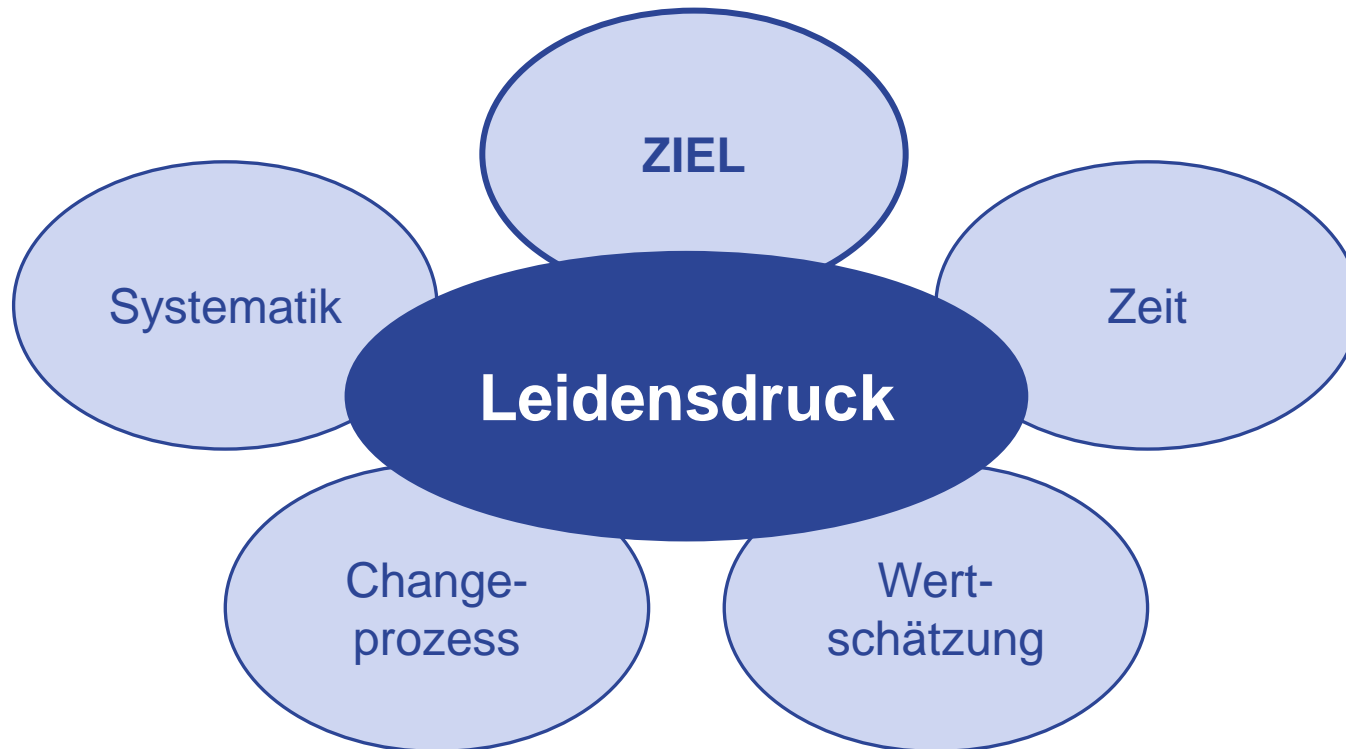 ZIEL
Systematik
Zeit
Leidensdruck
Change-
prozess
Wert-
schätzung